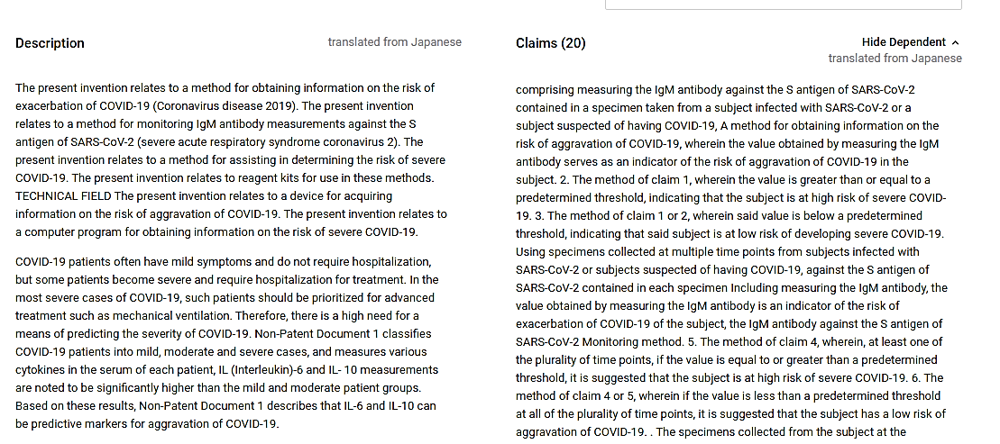 Description
translated from Japanese
The present invention relates to a method for obtaining information on the risk of
exacerbation of COVID-19 (Coronavirus disease 2019). The present invention
relates to a method for monitoring IgM antibody measurements against the S
antigen of SARS-CoV-2 (severe acute respiratory syndrome coronavirus 2). The
present invention relates to a method for assisting in determining the risk of severe
COVID-19. The present invention relates to reagent kits for use in these methods.
TECHNICAL FIELD The present invention relates to a device for acquiring
information on the risk of aggravation of COVID-19. The present invention relates to
a computer program for obtaining information on the risk of severe COVID-19.
COVID-19 patients often have mild symptoms and do not require hospitalization,
but some patients become severe and require hospitalization for treatment. In the
most severe cases of COVID-19, such patients should be prioritized for advanced
treatment such as mechanical ventilation. Therefore, there is a high need for a
means of predicting the severity of COVID-19. Non-Patent Document 1 classifies
COVID-19 patients into mild, moderate and severe cases, and measures various
cytokines in the serum of each patient, IL (Interleukin)-6 and IL- 10 measurements
are noted to be significantly higher than the mild and moderate patient groups.
Based on these results, Non-Patent Document 1 describes that IL-6 and IL-10 can
be predictive markers for aggravation of COVID-19.
Claims (20)
Hide Dependent
translated from Japanese
comprising measuring the IgM antibody against the S antigen of SARS-CoV-2
contained in a specimen taken from a subject infected with SARS-CoV-2 or a
subject suspected of having COVID-19, A method for obtaining information on the
risk of aggravation of COVID-19, wherein the value obtained by measuring the IgM
antibody serves as an indicator of the risk of aggravation of COVID-19 in the
subject. 2. The method of claim 1, wherein the value is greater than or equal to a
predetermined threshold, indicating that the subject is at high risk of severe COVID-
19. 3. The method of claim 1 or 2, wherein said value is below a predetermined
threshold, indicating that said subject is at low risk of developing severe COVID-19.
Using specimens collected at multiple time points from subjects infected with
SARS-CoV-2 or subjects suspected of having COVID-19, against the S antigen of
SARS-CoV-2 contained in each specimen Including measuring the IgM antibody, the
value obtained by measuring the IgM antibody is an indicator of the risk of
exacerbation of COVID-19 of the subject, the IgM antibody against the S antigen of
SARS-CoV-2 Monitoring method. 5. The method of claim 4, wherein, at least one of
the plurality of time points, if the value is equal to or greater than a predetermined
threshold, it is suggested that the subject is at high risk of severe COVID-19. 6. The
method of claim 4 or 5, wherein if the value is less than a predetermined threshold
at all of the plurality of time points, it is suggested that the subject has a low risk of
aggravation of COVID-19. . The specimens collected from the subject at the